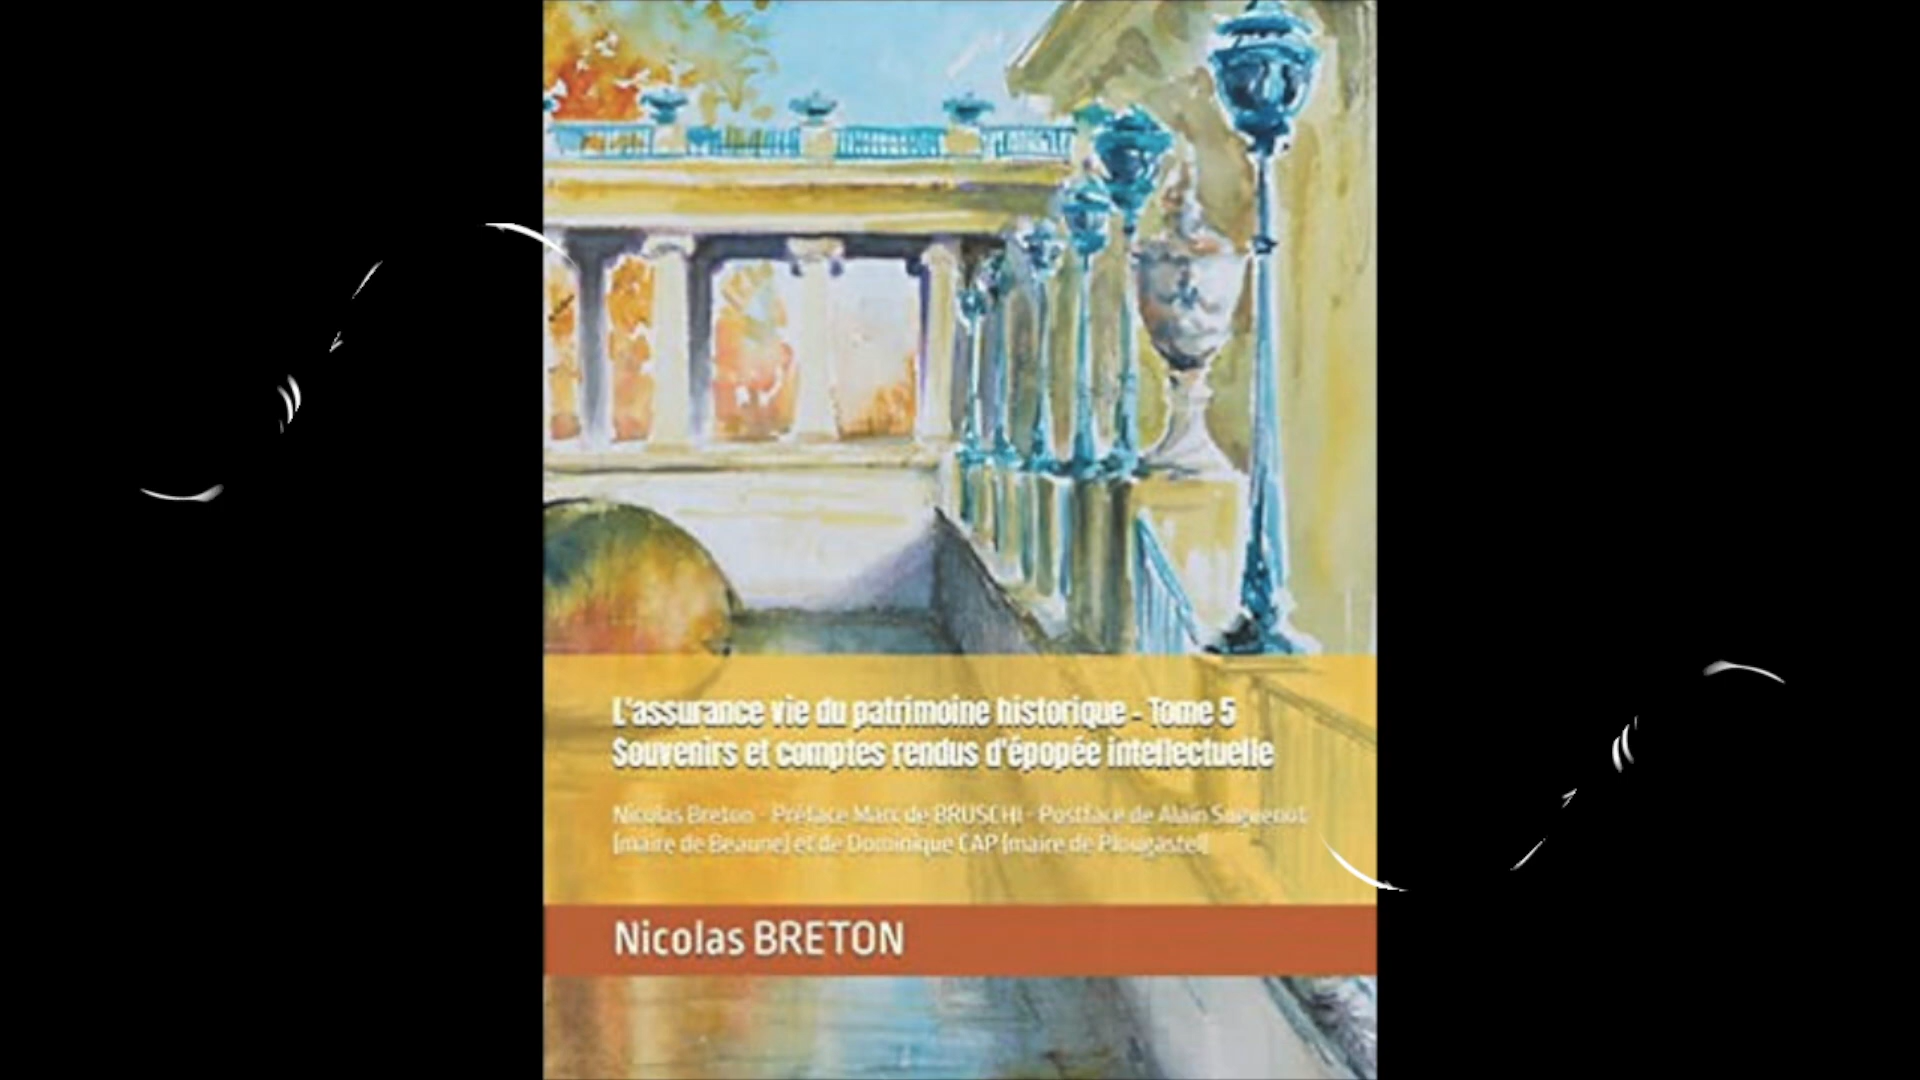 L'assurance vie du patrimoine historique - Tome 5
Souvenirs et comptes rendus d'épopée intellectuelle
Nicolas Breton - Préface Marc de BRUSCHI - Postface de Alain Suguenot
(maire de Beaune) et de Dominique CAP (maire de Plougastel)
Nicolas BRETON